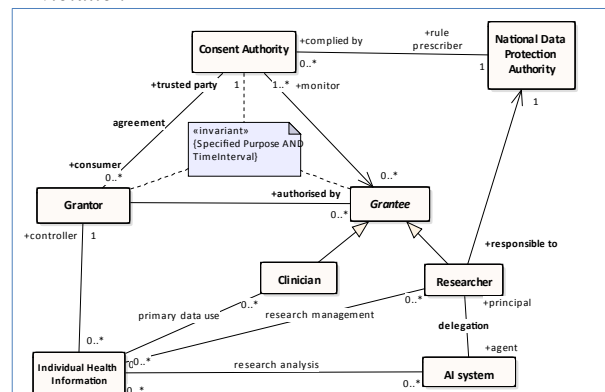 Consent Authority
National Data
Protection
Authority
+complied by
0..*
+rule
prescriber
1
+trusted party
1
1..*
+monitor
1
agreement
«invariant»
{Specified Purpose AND
TimeInterval}
+consumer
0..*
0..*
+authorised by
0..*
Grantor
Grantee
+controller
1
+responsible to
Clinician
Researcher
primary data use
0..*
research management
0..*
+principal
delegation
0..*
0..*
+agent
Individual Health
Information
research analysis
0..*
0..*
AI system